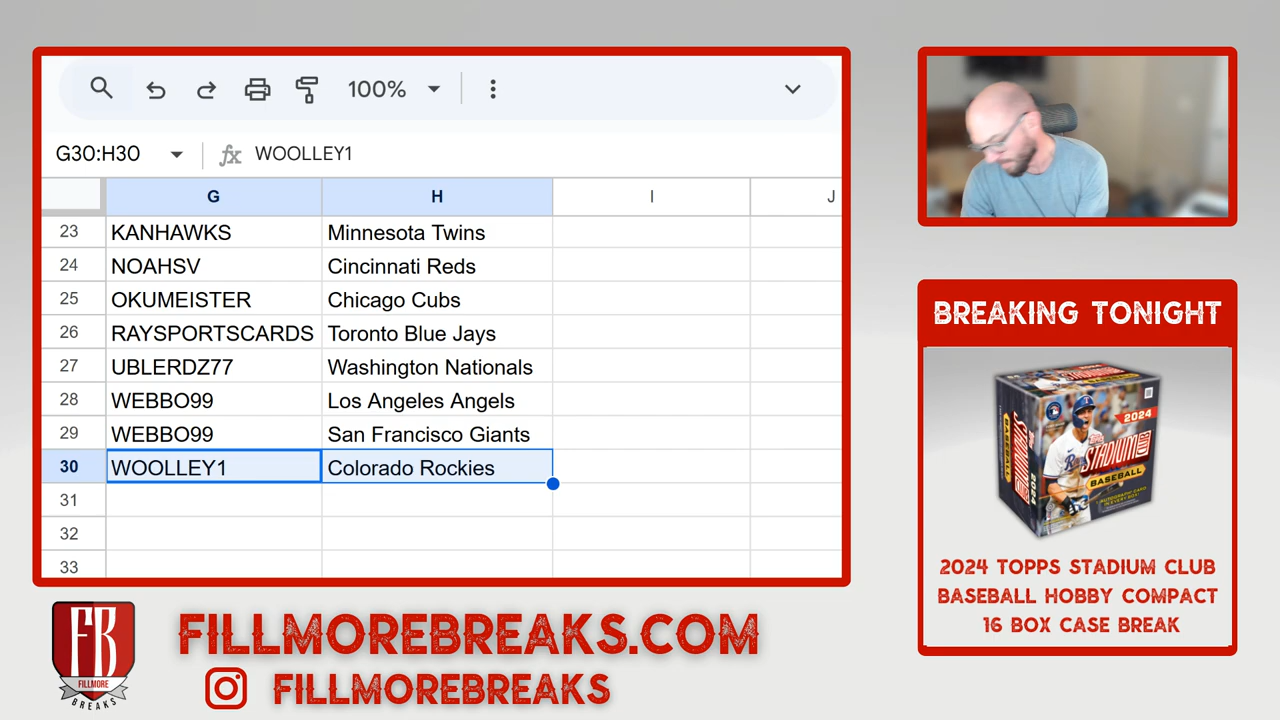 100%
G30:H30
fx WOOLLEY1
G H I J
23 KANHAWKS Minnesota Twins
24 NOAHSV Cincinnati Reds
25 OKUMEISTER Chicago Cubs
26 RAYSPORTSCARDS Toronto Blue Jays
27 UBLERDZ77 Washington Nationals
28 WEBBO99 Los Angeles Angels
29 WEBBO99 San Francisco Giants
30 WOOLLEY1 Colorado Rockies
31
32
33
BREAKING TONIGHT
2024
STADIUM CLUB
BASEBALL
BASEBALL
2024
2024 TOPPS STADIUM CLUB
BASEBALL HOBBY COMPACT
16 BOX CASE BREAK
FB
FILLMORE
BREAKS
FILLMOREBREAKS.COM
FILLMOREBREAKS